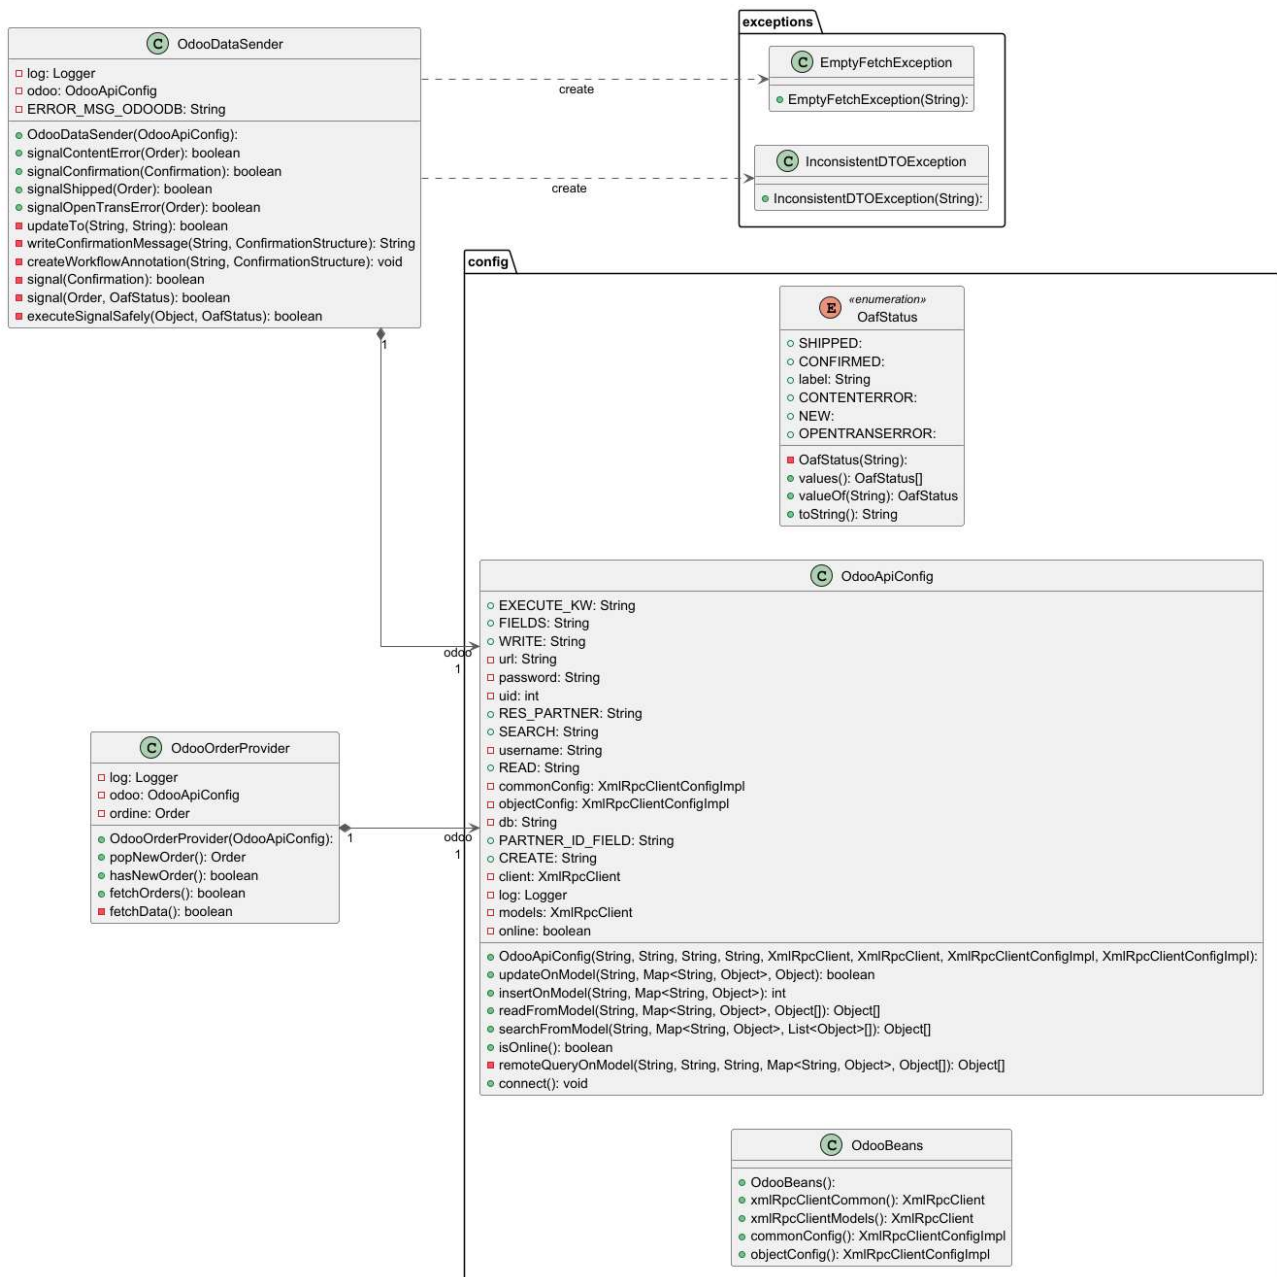 C OdooDataSender
log: Logger
odoo: OdooApiConfig
ERROR_MSG_ODOODB: String
OdooDataSender(OdooApiConfig):
signalContentError(Order): boolean
signalConfirmation(Confirmation): boolean
signalShipped(Order): boolean
signalOpenTransError(Order): boolean
updateTo(String, String): boolean
writeConfirmationMessage(String, ConfirmationStructure): String
createWorkflowAnnotation(String, ConfirmationStructure): void
signal(Confirmation): boolean
signal(Order, OafStatus): boolean
executeSignalSafely(Object, OafStatus): boolean
1
create
create
exceptions
C EmptyFetchException
EmptyFetchException(String):
C InconsistentDTOException
InconsistentDTOException(String):
config
«enumeration»
E OafStatus
SHIPPED:
CONFIRMED:
label: String
CONTENTERROR:
NEW:
OPENTRANSERROR:
OafStatus(String):
values(): OafStatus[]
valueOf(String): OafStatus
toString(): String
odoo
1
C OdooApiConfig
EXECUTE_KW: String
FIELDS: String
WRITE: String
url: String
password: String
uid: int
RES_PARTNER: String
SEARCH: String
username: String
READ: String
commonConfig: XmlRpcClientConfigImpl
objectConfig: XmlRpcClientConfigImpl
db: String
PARTNER_ID_FIELD: String
CREATE: String
client: XmlRpcClient
log: Logger
models: XmlRpcClient
online: boolean
OdooApiConfig(String, String, String, String, XmlRpcClient, XmlRpcClient, XmlRpcClientConfigImpl, XmlRpcClientConfigImpl):
updateOnModel(String, Map<String, Object>, Object): boolean
insertOnModel(String, Map<String, Object>): int
readFromModel(String, Map<String, Object>, Object[]): Object[]
searchFromModel(String, Map<String, Object>, List<Object>[]): Object[]
isOnline(): boolean
remoteQueryOnModel(String, String, String, Map<String, Object>, Object[]): Object[]
connect(): void
C OdooOrderProvider
log: Logger
odoo: OdooApiConfig
ordine: Order
OdooOrderProvider(OdooApiConfig):
popNewOrder(): Order
hasNewOrder(): boolean
fetchOrders(): boolean
fetchData(): boolean
1
odoo
1
C OdooBeans
OdooBeans():
xmlRpcClientCommon(): XmlRpcClient
xmlRpcClientModels(): XmlRpcClient
commonConfig(): XmlRpcClientConfigImpl
objectConfig(): XmlRpcClientConfigImpl